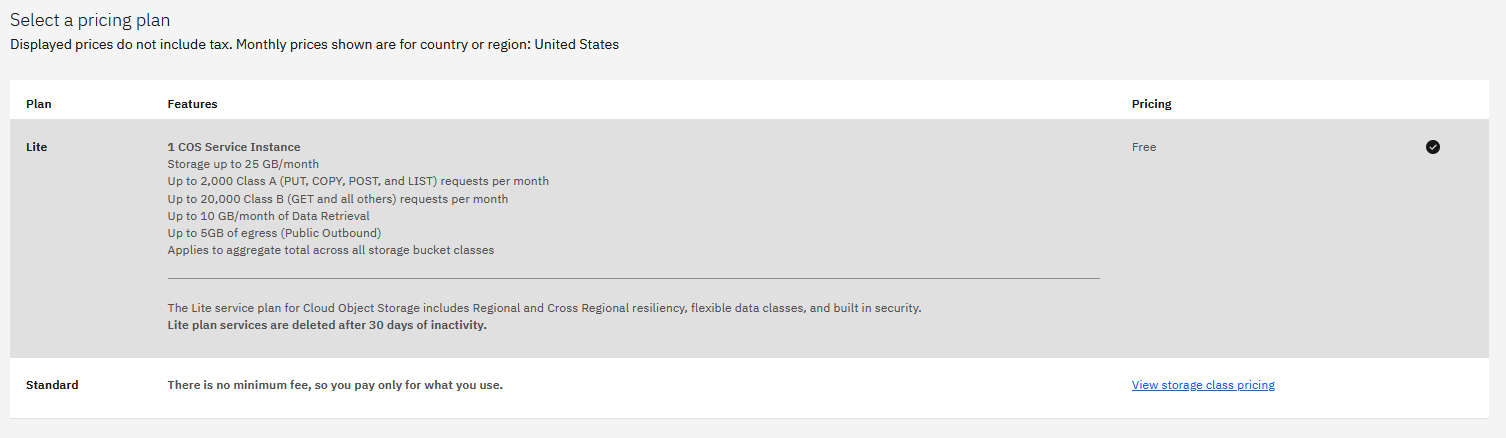 Select a pricing plan
Displayed prices do not include tax. Monthly prices shown are for country or region: United States
Plan Features Pricing
Lite 1 COS Service Instance Free
Storage up to 25 GB/month
Up to 2,000 Class A (PUT, COPY, POST, and LIST) requests per month
Up to 20,000 Class B (GET and all others) requests per month
Up to 10 GB/month of Data Retrieval
Up to 5GB of egress (Public Outbound)
Applies to aggregate total across all storage bucket classes
The Lite service plan for Cloud Object Storage includes Regional and Cross Regional resiliency, flexible data classes, and built in security.
Lite plan services are deleted after 30 days of inactivity.
Standard There is no minimum fee, so you pay only for what you use. View storage class pricing